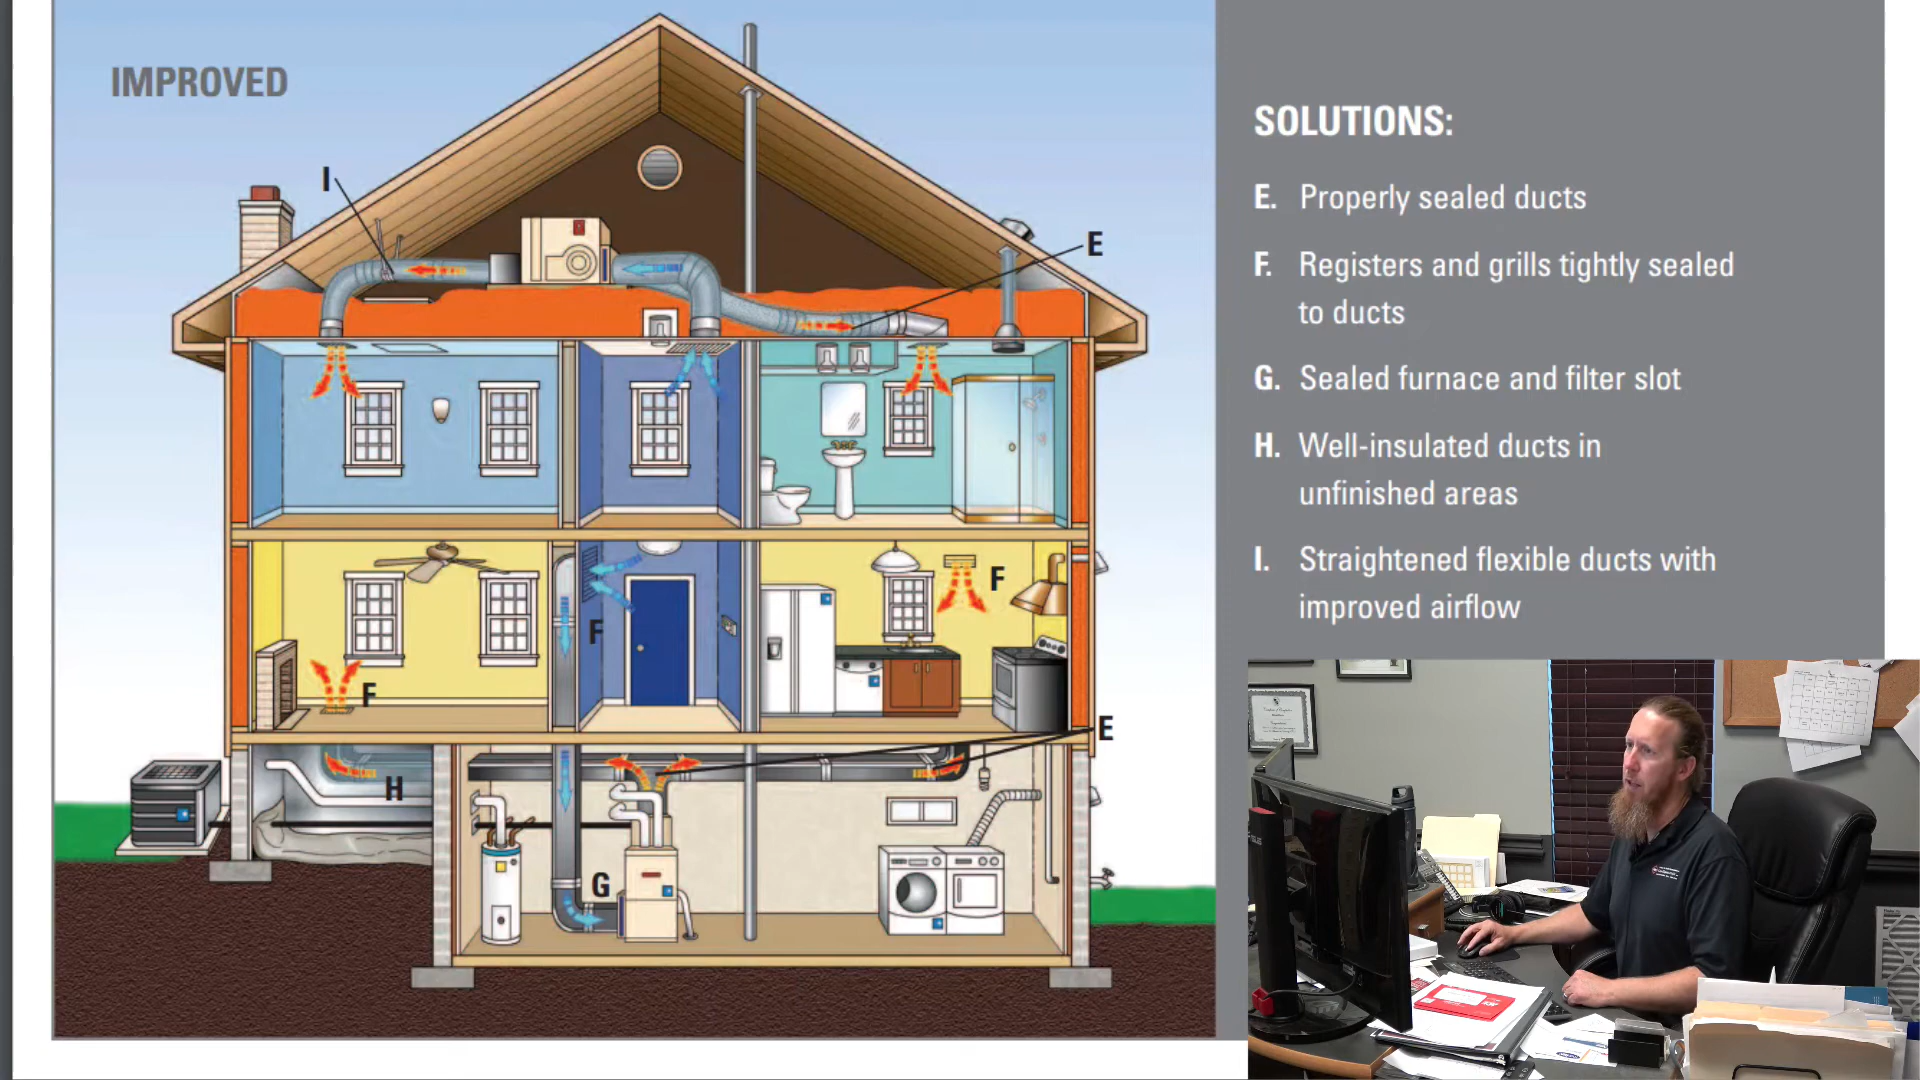 IMPROVED
SOLUTIONS:
E. Properly sealed ducts
F. Registers and grills tightly sealed
to ducts
G. Sealed furnace and filter slot
H. Well-insulated ducts in
unfinished areas
I. Straightened flexible ducts with
improved airflow
I
E
F
F
F
E
H
G